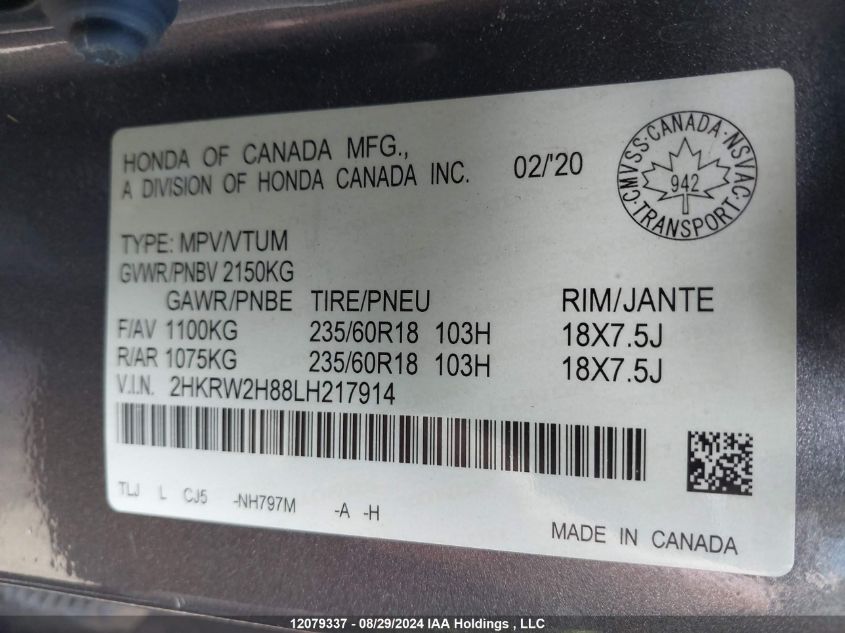 HONDA OF CANADA MFG.,
A DIVISION OF HONDA CANADA INC. 02/'20
CMVSS·CANADA·NSVAC
942
TRANSPORT
TYPE: MPV/VTUM
GVWR/PNBV 2150KG
GAWR/PNBE TIRE/PNEU RIM/JANTE
F/AV 1100KG 235/60R18 103H 18X7.5J
R/AR 1075KG 235/60R18 103H 18X7.5J
V.I.N. 2HKRW2H88LH217914
TLJ L CJ5 -NH797M -A -H
MADE IN CANADA
12079337 - 08/29/2024 IAA Holdings , LLC